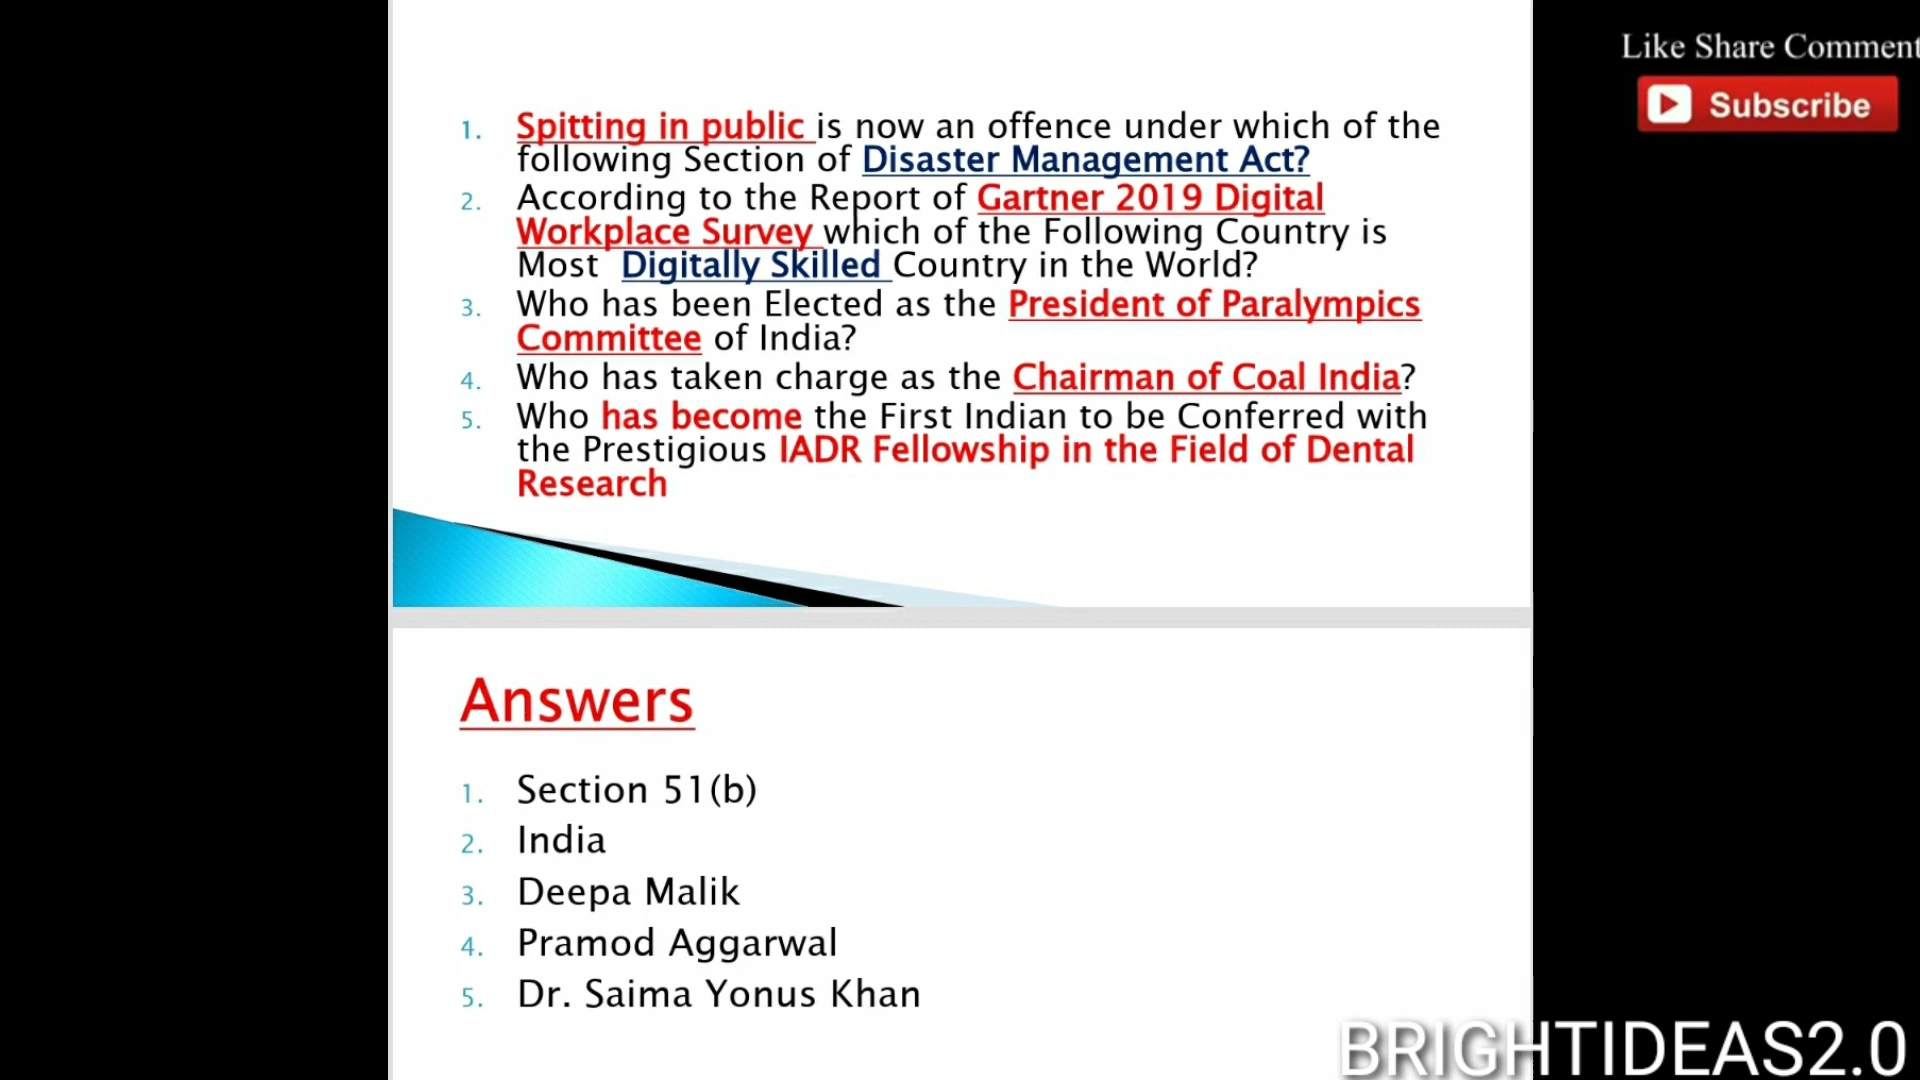 Like Share Comment
Subscribe
1. Spitting in public is now an offence under which of the
following Section of Disaster Management Act?
2. According to the Report of Gartner 2019 Digital
Workplace Survey which of the Following Country is
Most Digitally Skilled Country in the World?
3. Who has been Elected as the President of Paralympics
Committee of India?
4. Who has taken charge as the Chairman of Coal India?
5. Who has become the First Indian to be Conferred with
the Prestigious IADR Fellowship in the Field of Dental
Research
Answers
1. Section 51(b)
2. India
3. Deepa Malik
4. Pramod Aggarwal
5. Dr. Saima Yonus Khan
BRIGHTIDEAS2.0